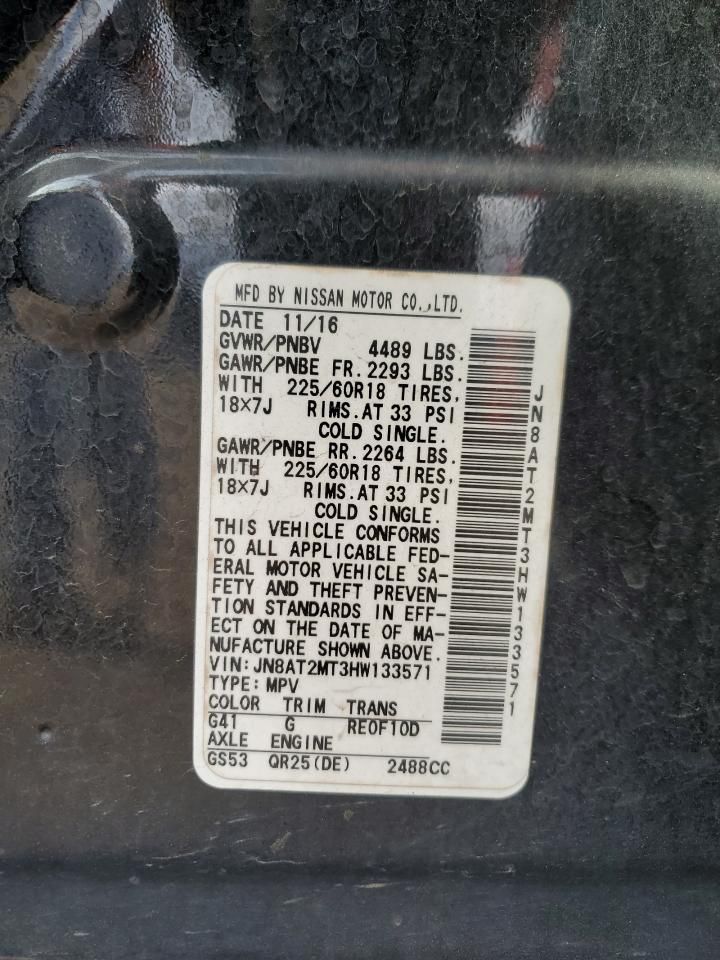 MFD BY NISSAN MOTOR CO.,LTD.
DATE 11/16
GVWR/PNBV 4489 LBS.
GAWR/PNBE FR. 2293 LBS.
WITH 225/60R18 TIRES,
18×7J RIMS.AT 33 PSI
COLD SINGLE.
GAWR/PNBE RR. 2264 LBS.
WITH 225/60R18 TIRES,
18×7J RIMS.AT 33 PSI
COLD SINGLE.
THIS VEHICLE CONFORMS
TO ALL APPLICABLE FED-
ERAL MOTOR VEHICLE SA-
FETY AND THEFT PREVEN-
TION STANDARDS IN EFF-
ECT ON THE DATE OF MA-
NUFACTURE SHOWN ABOVE.
VIN:JN8AT2MT3HW133571
TYPE:MPV
COLOR TRIM TRANS
G41 G RE0F10D
AXLE ENGINE
GS53 QR25(DE) 2488CC
JN8AT2MT3HW133571